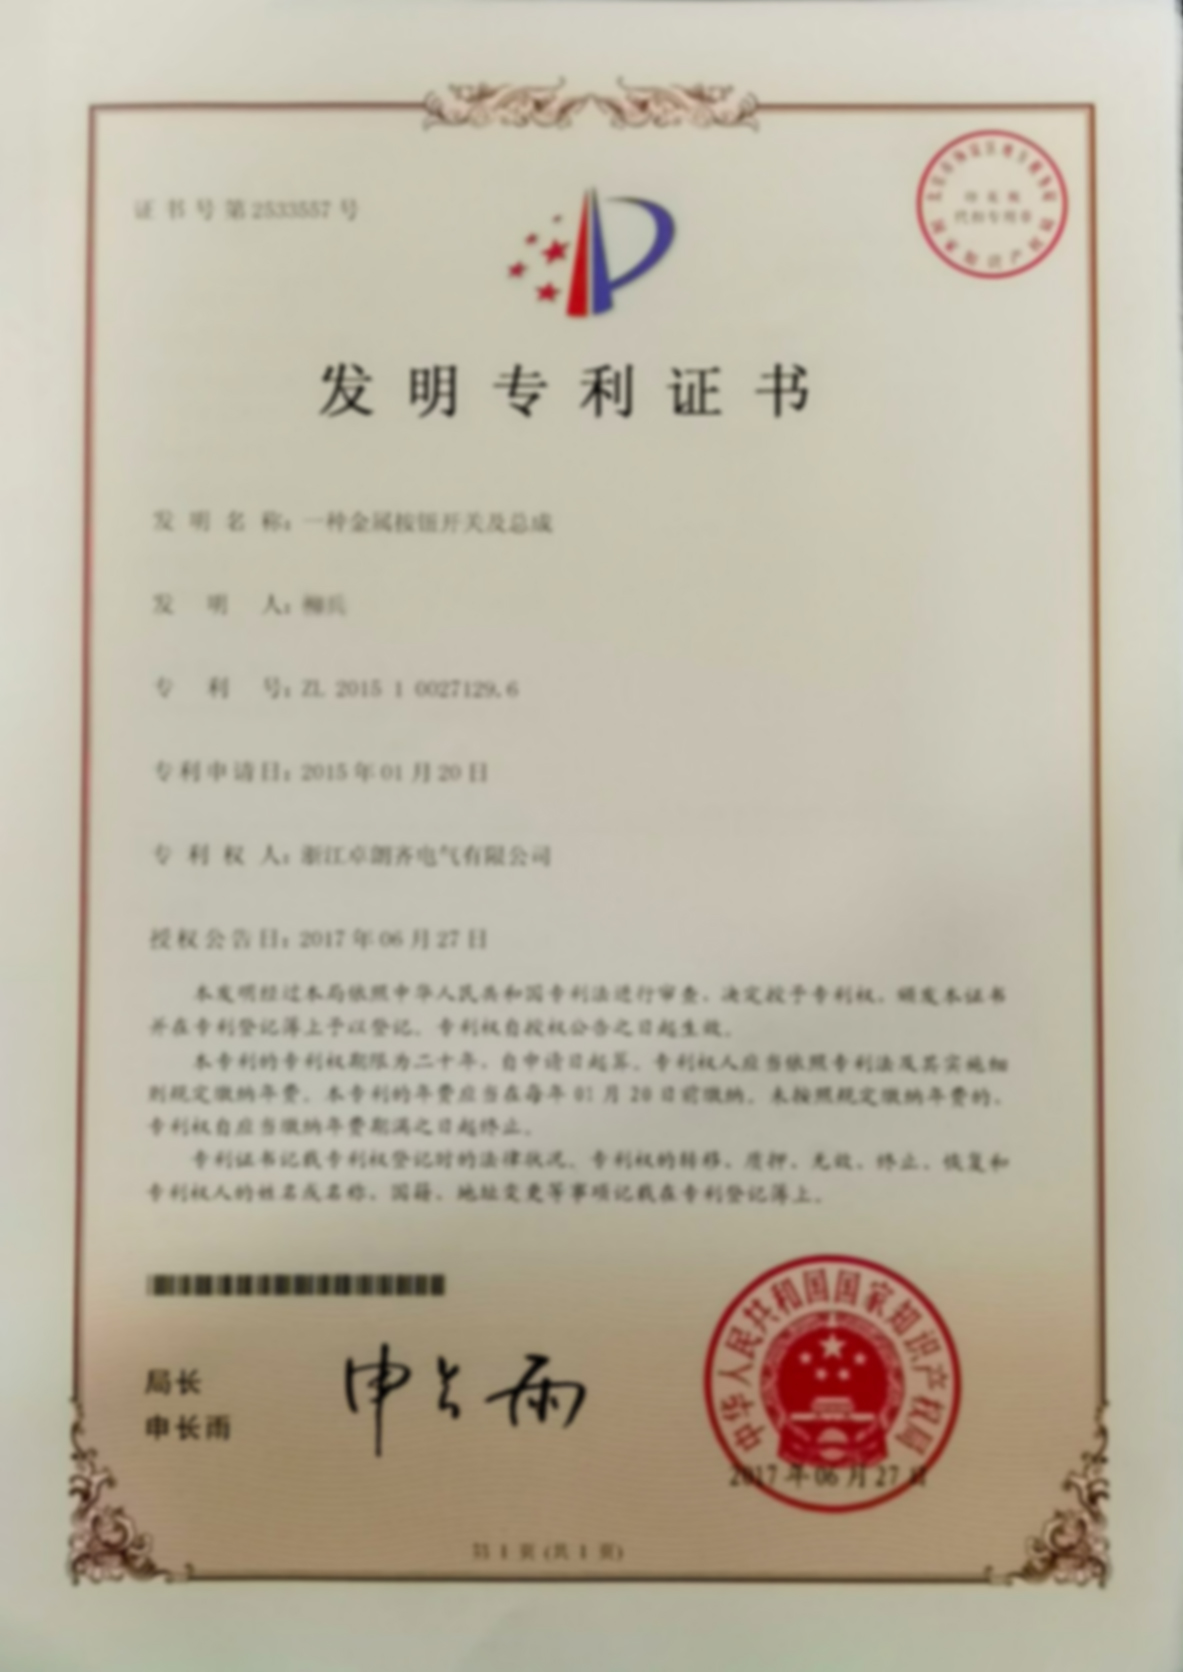 证书号第2533557号
发明专利证书
发明名称：一种金属按钮开关及总成
发明人：柳兵
专利号：ZL 2015 1 0027129.6
专利申请日：2015年01月20日
专利权人：浙江卓朗齐电气有限公司
授权公告日：2017年06月27日
本发明经过本局依照中华人民共和国专利法进行审查，决定授予专利权，颁发本证书
并在专利登记簿上予以登记。专利权自授权公告之日起生效。
本专利的专利权期限为二十年，自申请日起算。专利权人应当依照专利法及其实施细
则规定缴纳年费。本专利的年费应当在每年01月20日前缴纳。未按照规定缴纳年费的，
专利权自应当缴纳年费期满之日起终止。
专利证书记载专利权登记时的法律状况。专利权的转移、质押、无效、终止、恢复和
专利权人的姓名或名称、国籍、地址变更等事项记载在专利登记簿上。
局长
申长雨
申长雨
中华人民共和国国家知识产权局
2017年06月27日
第1页(共1页)